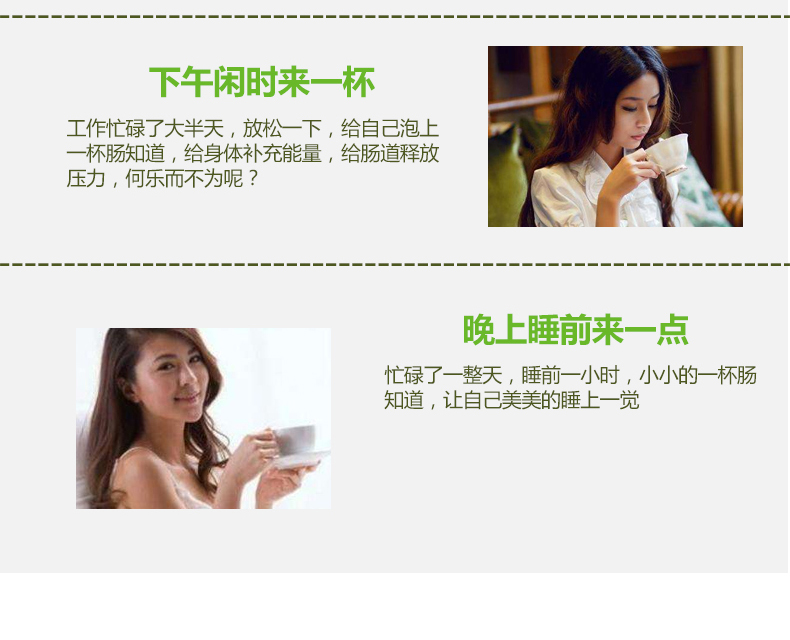 下午闲时来一杯
工作忙碌了大半天，放松一下，给自己泡上
一杯肠知道，给身体补充能量，给肠道释放
压力，何乐而不为呢？
晚上睡前来一点
忙碌了一整天，睡前一小时，小小的一杯肠
知道，让自己美美的睡上一觉